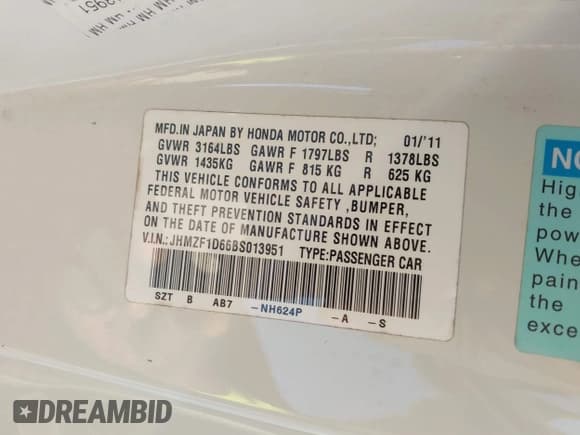 3951
HM HM
MFD.IN JAPAN BY HONDA MOTOR CO.,LTD; 01/'11
GVWR 3164LBS GAWR F 1797LBS R 1378LBS
GVWR 1435KG GAWR F 815 KG R 625 KG
THIS VEHICLE CONFORMS TO ALL APPLICABLE
FEDERAL MOTOR VEHICLE SAFETY ,BUMPER,
AND THEFT PREVENTION STANDARDS IN EFFECT
ON THE DATE OF MANUFACTURE SHOWN ABOVE.
V.I.N.:JHMZF1D66BS013951 TYPE:PASSENGER CAR
SZT B AB7 -NH624P -A -S
NO
Hig
the
pow
Whe
pain
the
exce
DREAMBID